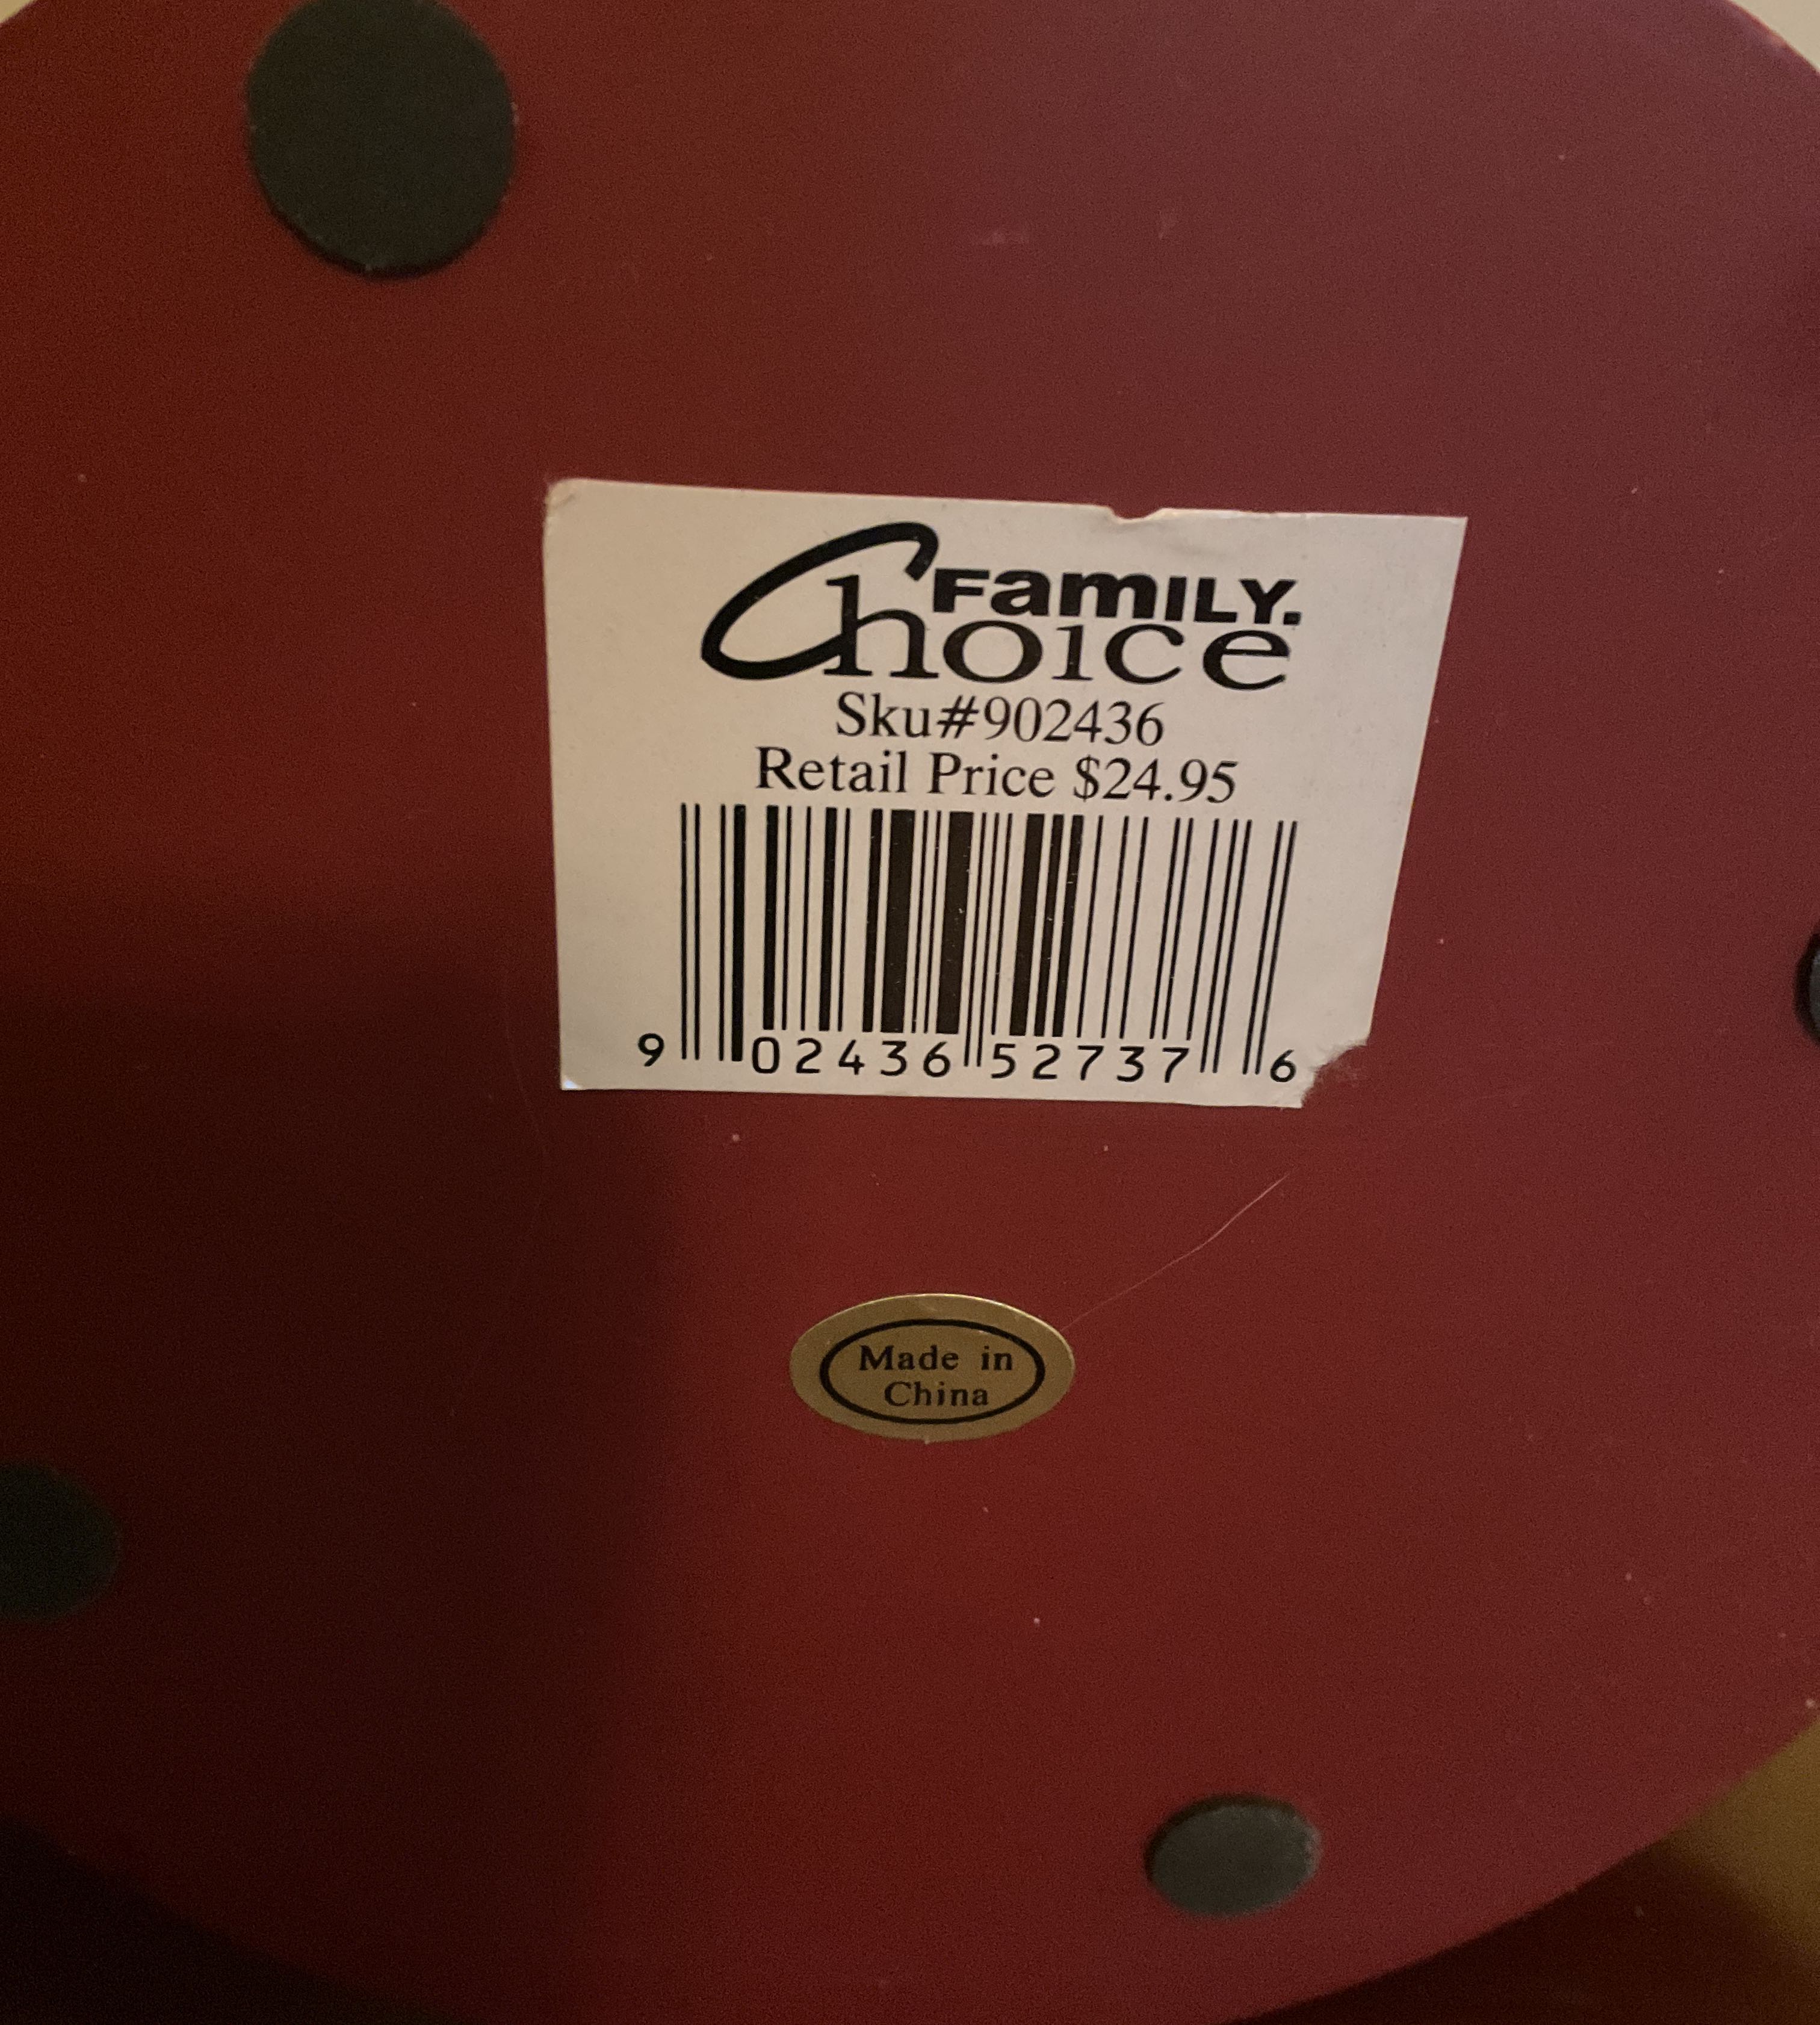 FamILY.
Choice
Sku#902436
Retail Price $24.95
9 02436 52737 6
Made in
China